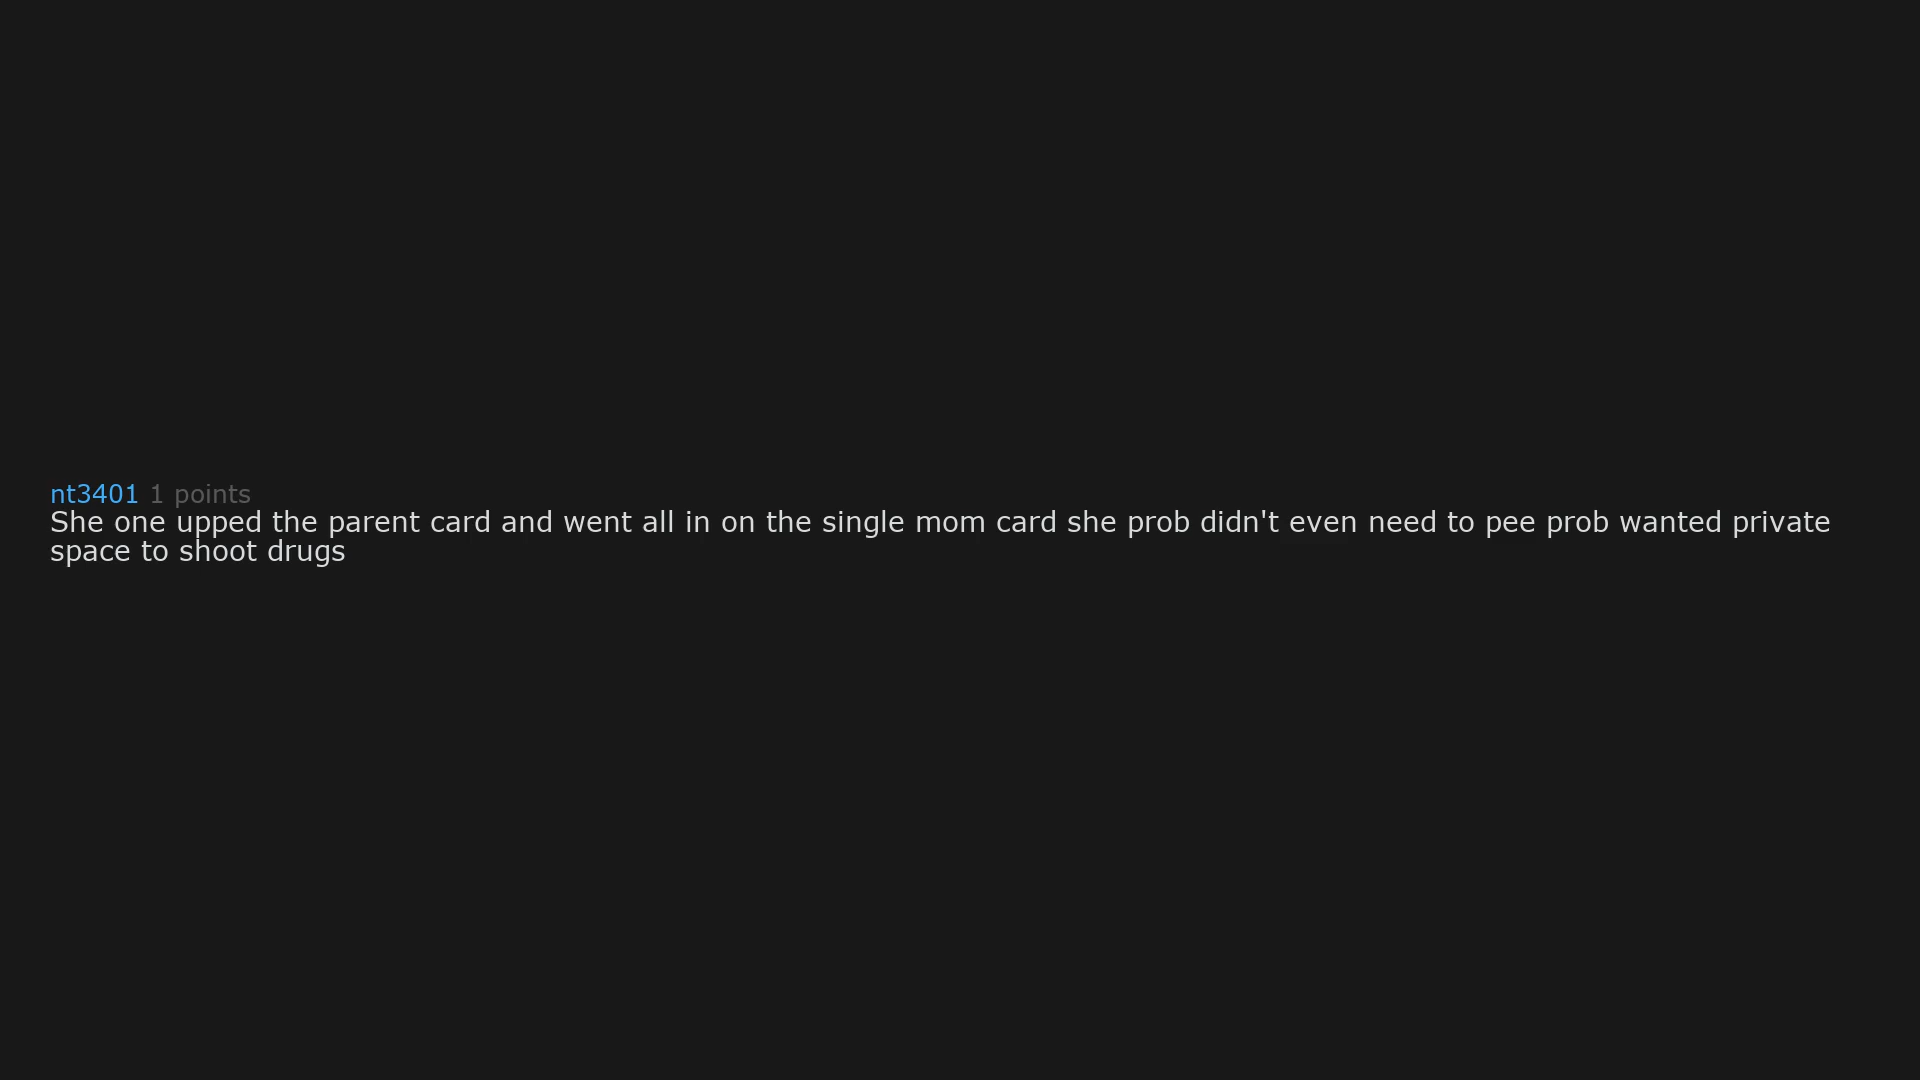 nt3401 1 points
She one upped the parent card and went all in on the single mom card she prob didn't even need to pee prob wanted private
space to shoot drugs